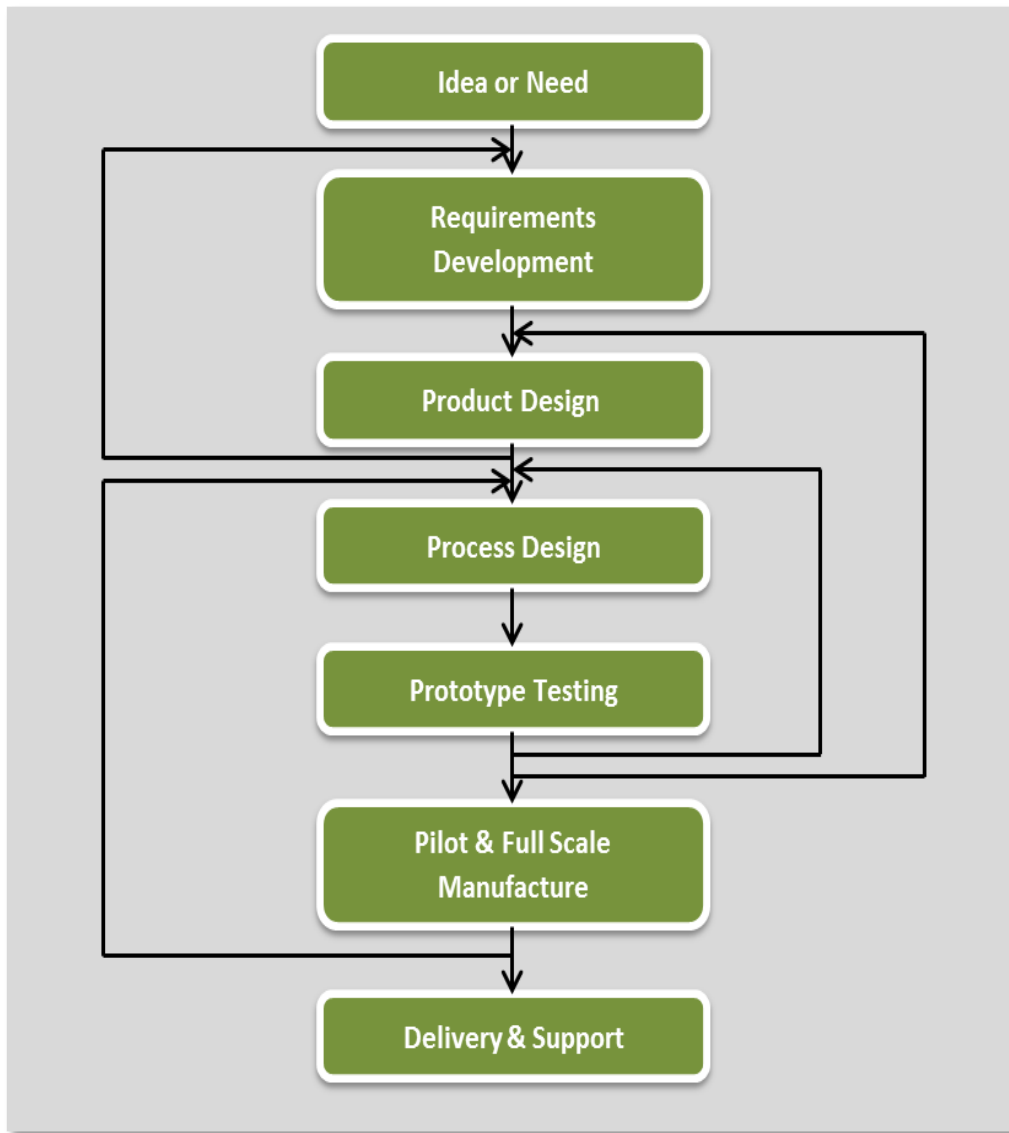 Idea or Need
Requirements
Development
Product Design
Process Design
Prototype Testing
Pilot & Full Scale
Manufacture
Delivery & Support